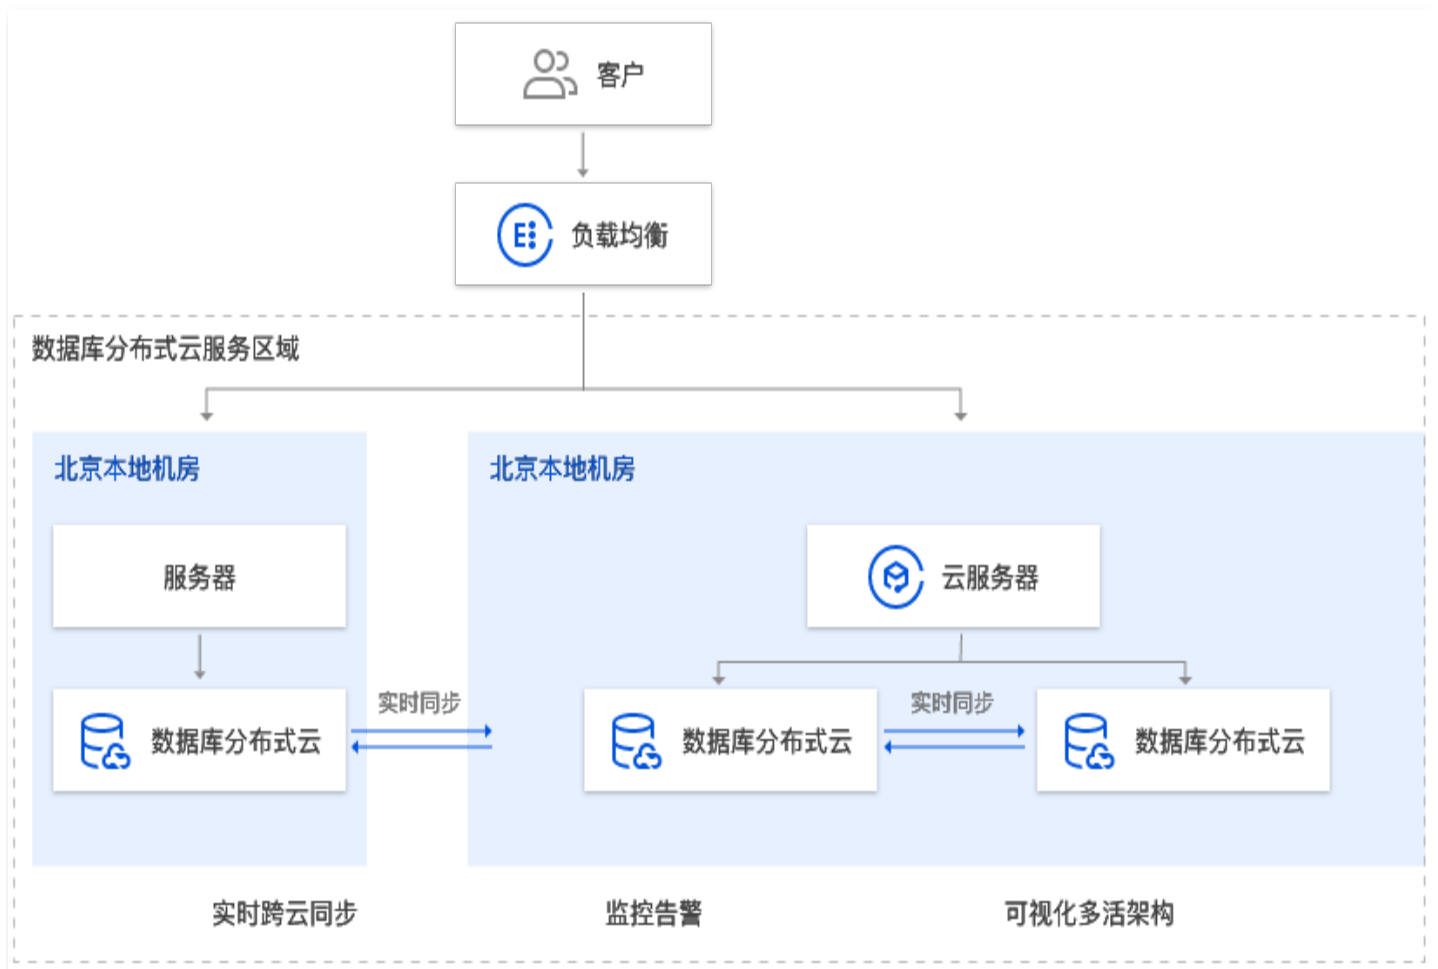 客户
负载均衡
数据库分布式云服务区域
北京本地机房
北京本地机房
服务器
云服务器
实时同步
实时同步
数据库分布式云
数据库分布式云
数据库分布式云
实时跨云同步
监控告警
可视化多活架构